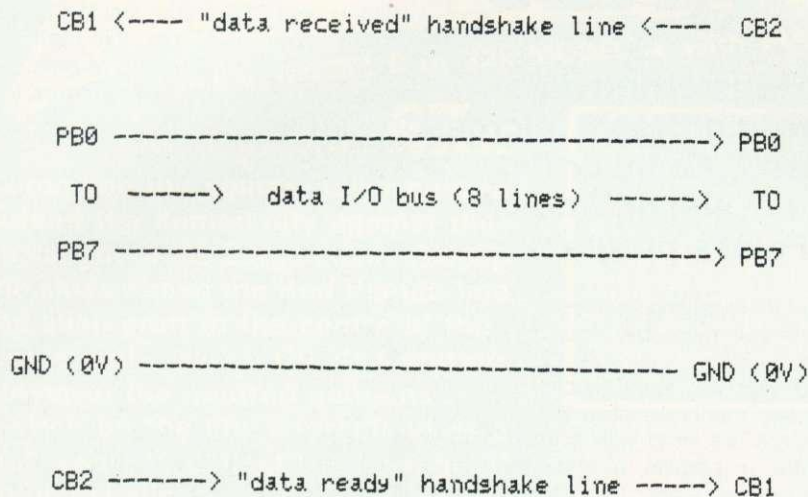 CB1 <---- "data received" handshake line <---- CB2
PB0 ---------------------------------------> PB0
TO ------> data I/O bus (8 lines) ------> TO
PB7 ---------------------------------------> PB7
GND (0V) ----------------------------------- GND (0V)
CB2 -------> "data ready" handshake line -----> CB1